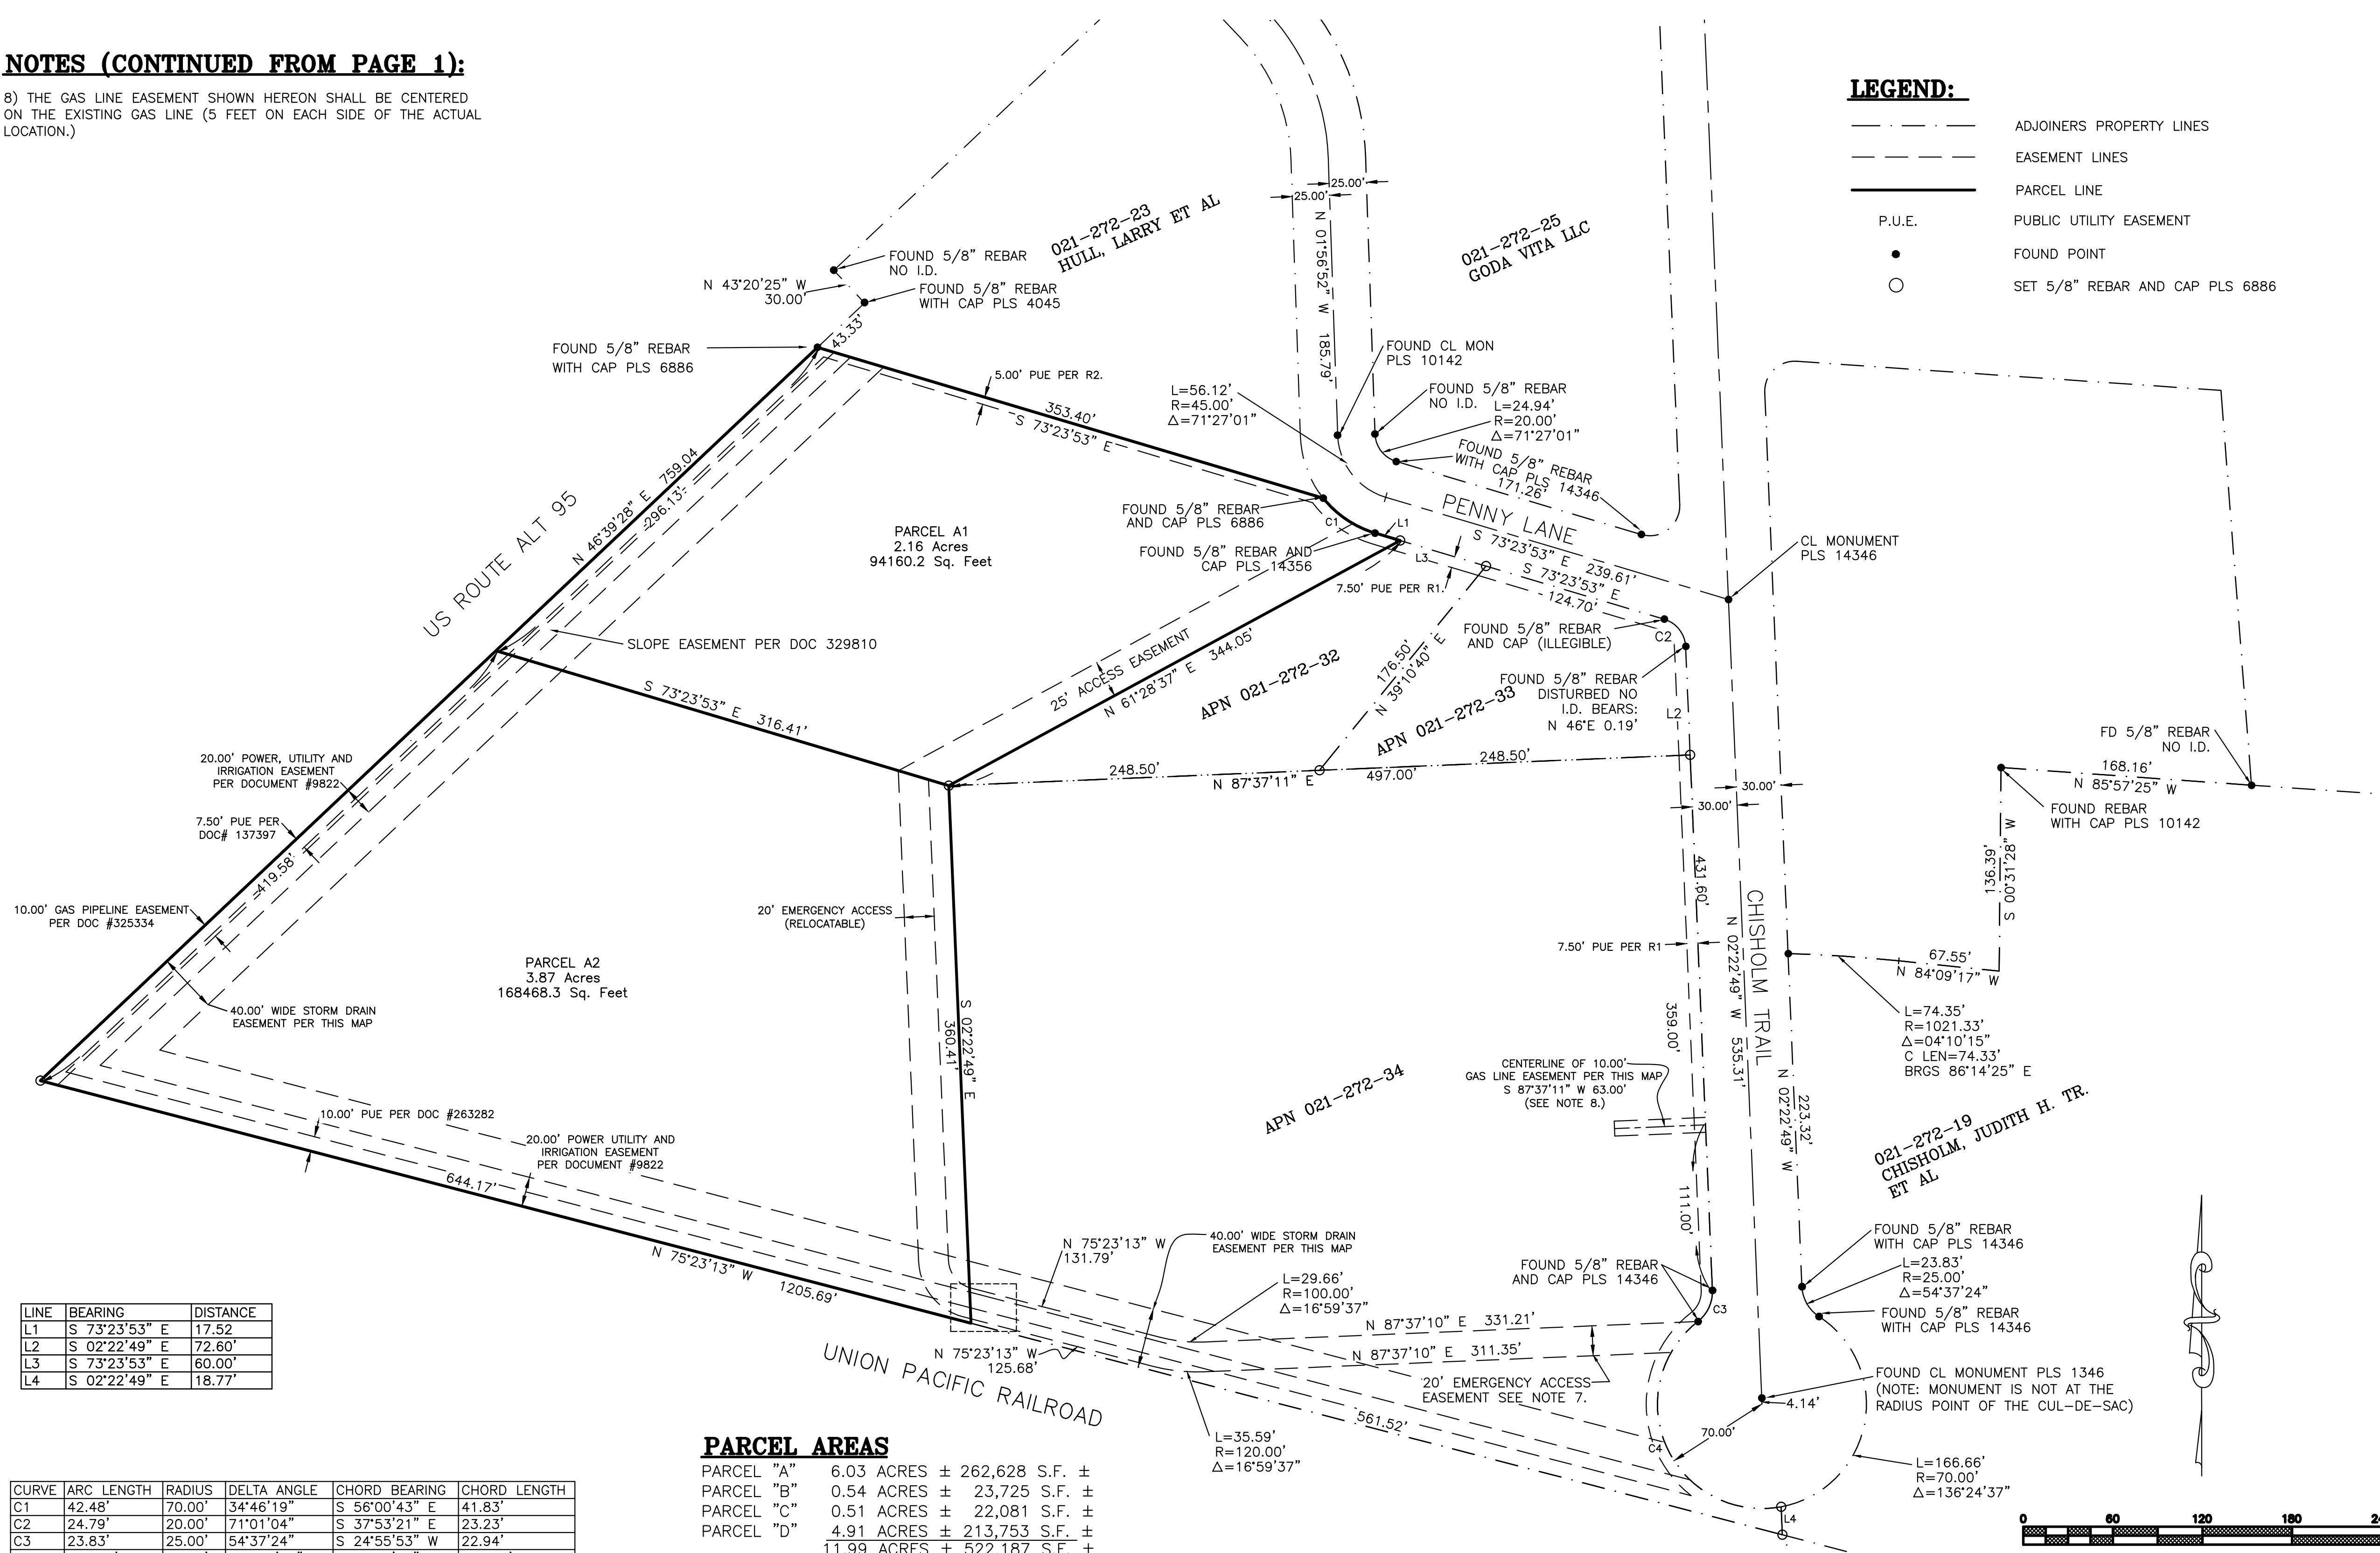 NOTES (CONTINUED FROM PAGE 1):
8) THE GAS LINE EASEMENT SHOWN HEREON SHALL BE CENTERED
ON THE EXISTING GAS LINE (5 FEET ON EACH SIDE OF THE ACTUAL
LOCATION.)
LEGEND:
ADJOINERS PROPERTY LINES
EASEMENT LINES
PARCEL LINE
P.U.E. PUBLIC UTILITY EASEMENT
FOUND POINT
SET 5/8" REBAR AND CAP PLS 6886
021-272-23
HULL, LARRY ET AL
021-272-25
GODA VITA LLC
25.00'
25.00'
N 01°56'52" W 185.79'
FOUND 5/8" REBAR
NO I.D.
N 43°20'25" W
30.00'
FOUND 5/8" REBAR
WITH CAP PLS 4045
43.33'
FOUND 5/8" REBAR
WITH CAP PLS 6886
5.00' PUE PER R2.
353.40'
S 73°23'53" E
L=56.12'
R=45.00'
Δ=71°27'01"
FOUND CL MON
PLS 10142
FOUND 5/8" REBAR
NO I.D.
L=24.94'
R=20.00'
Δ=71°27'01"
FOUND 5/8" REBAR
WITH CAP PLS 14346
171.26'
PENNY LANE
S 73°23'53" E 239.61'
S 73°23'53" E
124.70'
FOUND 5/8" REBAR
AND CAP PLS 6886
C1
L1
L3
FOUND 5/8" REBAR AND
CAP PLS 14356
7.50' PUE PER R1.
CL MONUMENT
PLS 14346
US ROUTE ALT 95
N 46°39'28" E 759.04
296.13'
PARCEL A1
2.16 Acres
94160.2 Sq. Feet
SLOPE EASEMENT PER DOC 329810
25' ACCESS EASEMENT
N 61°28'37" E 344.05'
S 73°23'53" E 316.41'
176.50'
N 39°10'40" E
APN 021-272-32
APN 021-272-33
FOUND 5/8" REBAR
AND CAP (ILLEGIBLE)
C2
FOUND 5/8" REBAR
DISTURBED NO
I.D. BEARS:
N 46°E 0.19'
L2
248.50'
248.50'
N 87°37'11" E 497.00'
30.00'
30.00'
FD 5/8" REBAR
NO I.D.
168.16'
N 85°57'25" W
FOUND REBAR
WITH CAP PLS 10142
136.39'
S 00°31'28" W
67.55'
N 84°09'17" W
L=74.35'
R=1021.33'
Δ=04°10'15"
C LEN=74.33'
BRGS 86°14'25" E
20.00' POWER, UTILITY AND
IRRIGATION EASEMENT
PER DOCUMENT #9822
7.50' PUE PER
DOC# 137397
419.58'
10.00' GAS PIPELINE EASEMENT
PER DOC #325334
40.00' WIDE STORM DRAIN
EASEMENT PER THIS MAP
PARCEL A2
3.87 Acres
168468.3 Sq. Feet
20' EMERGENCY ACCESS
(RELOCATABLE)
S 02°22'49" E
360.41'
431.60'
7.50' PUE PER R1
359.00'
CHISHOLM TRAIL
N 02°22'49" W 535.31'
N 02°22'49" W
223.32'
CENTERLINE OF 10.00'
GAS LINE EASEMENT PER THIS MAP
S 87°37'11" W 63.00'
(SEE NOTE 8.)
111.00'
APN 021-272-34
021-272-19
CHISHOLM, JUDITH H. TR.
ET AL
10.00' PUE PER DOC #263282
20.00' POWER UTILITY AND
IRRIGATION EASEMENT
PER DOCUMENT #9822
644.17'
N 75°23'13" W 1205.69'
N 75°23'13" W
131.79'
40.00' WIDE STORM DRAIN
EASEMENT PER THIS MAP
L=29.66'
R=100.00'
Δ=16°59'37"
FOUND 5/8" REBAR
AND CAP PLS 14346
C3
FOUND 5/8" REBAR
WITH CAP PLS 14346
L=23.83'
R=25.00'
Δ=54°37'24"
FOUND 5/8" REBAR
WITH CAP PLS 14346
N 87°37'10" E 331.21'
N 87°37'10" E 311.35'
N 75°23'13" W
125.68'
UNION PACIFIC RAILROAD
20' EMERGENCY ACCESS
EASEMENT SEE NOTE 7.
FOUND CL MONUMENT PLS 1346
(NOTE: MONUMENT IS NOT AT THE
RADIUS POINT OF THE CUL-DE-SAC)
4.14'
70.00'
C4
561.52'
L=35.59'
R=120.00'
Δ=16°59'37"
L=166.66'
R=70.00'
Δ=136°24'37"
L4
LINE BEARING DISTANCE
L1 S 73°23'53" E 17.52
L2 S 02°22'49" E 72.60'
L3 S 73°23'53" E 60.00'
L4 S 02°22'49" E 18.77'
CURVE ARC LENGTH RADIUS DELTA ANGLE CHORD BEARING CHORD LENGTH
C1 42.48' 70.00' 34°46'19" S 56°00'43" E 41.83'
C2 24.79' 20.00' 71°01'04" S 37°53'21" E 23.23'
C3 23.83' 25.00' 54°37'24" S 24°55'53" W 22.94'
PARCEL AREAS
PARCEL "A" 6.03 ACRES ± 262,628 S.F. ±
PARCEL "B" 0.54 ACRES ± 23,725 S.F. ±
PARCEL "C" 0.51 ACRES ± 22,081 S.F. ±
PARCEL "D" 4.91 ACRES ± 213,753 S.F. ±
11.99 ACRES ± 522,187 S.F. ±
0 60 120 180